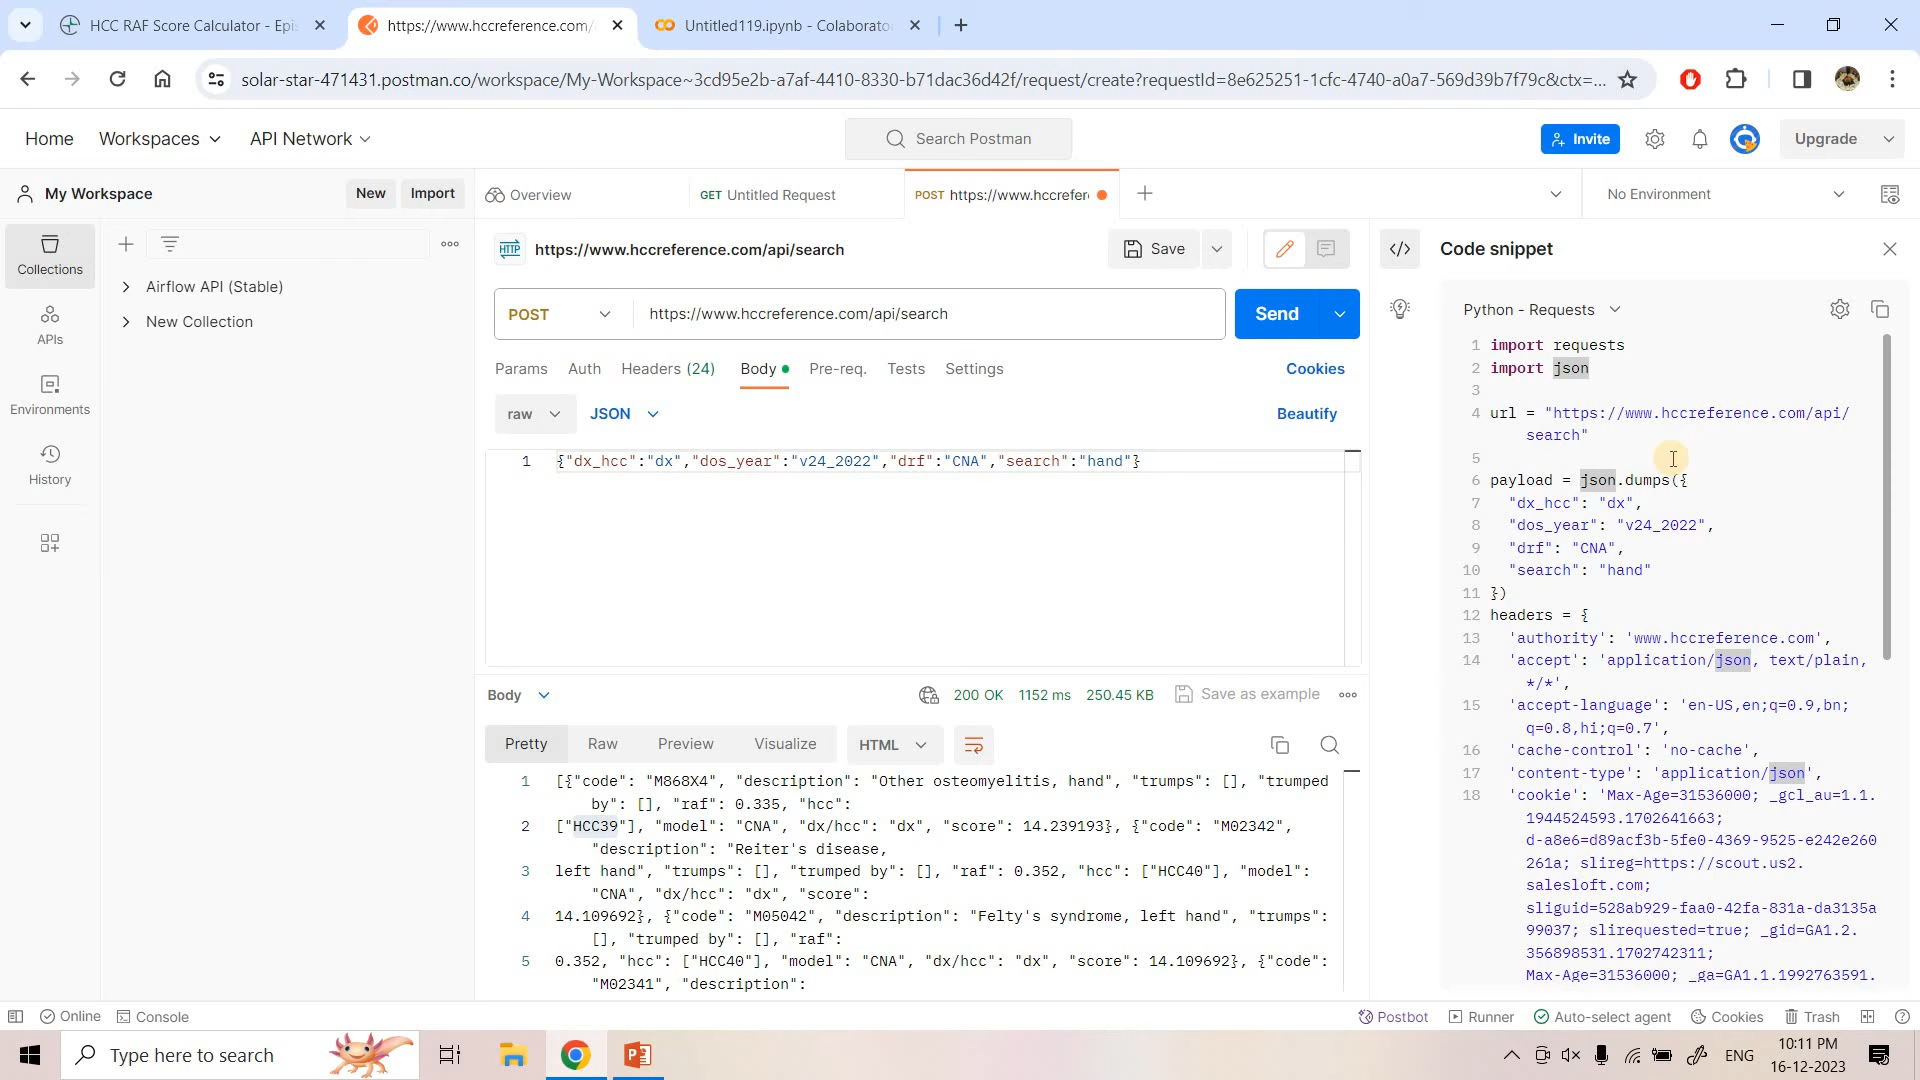 HCC RAF Score Calculator - Epi
https://www.hccreference.com/
Untitled119.ipynb - Colaborato
solar-star-471431.postman.co/workspace/My-Workspace~3cd95e2b-a7af-4410-8330-b71dac36d42f/request/create?requestId=8e625251-1cfc-4740-a0a7-569d39b7f79c&ctx=...
Home Workspaces API Network
Search Postman
Invite
Upgrade
My Workspace New Import
Overview
GET Untitled Request
POST https://www.hccrefer
No Environment
Collections
APIs
Environments
History
Airflow API (Stable)
New Collection
HTTP https://www.hccreference.com/api/search
Save
POST https://www.hccreference.com/api/search
Send
Params Auth Headers (24) Body Pre-req. Tests Settings Cookies
raw JSON Beautify
1 {"dx_hcc":"dx","dos_year":"v24_2022","drf":"CNA","search":"hand"}
Body 200 OK 1152 ms 250.45 KB Save as example
Pretty Raw Preview Visualize HTML
1 [{"code": "M868X4", "description": "Other osteomyelitis, hand", "trumps": [], "trumped
by": [], "raf": 0.335, "hcc":
2 ["HCC39"], "model": "CNA", "dx/hcc": "dx", "score": 14.239193}, {"code": "M02342",
"description": "Reiter's disease,
3 left hand", "trumps": [], "trumped by": [], "raf": 0.352, "hcc": ["HCC40"], "model":
"CNA", "dx/hcc": "dx", "score":
4 14.109692}, {"code": "M05042", "description": "Felty's syndrome, left hand", "trumps":
[], "trumped by": [], "raf":
5 0.352, "hcc": ["HCC40"], "model": "CNA", "dx/hcc": "dx", "score": 14.109692}, {"code":
"M02341", "description":
Code snippet
Python - Requests
1 import requests
2 import json
3
4 url = "https://www.hccreference.com/api/
search"
5
6 payload = json.dumps({
7 "dx_hcc": "dx",
8 "dos_year": "v24_2022",
9 "drf": "CNA",
10 "search": "hand"
11 })
12 headers = {
13 'authority': 'www.hccreference.com',
14 'accept': 'application/json, text/plain,
*/*',
15 'accept-language': 'en-US,en;q=0.9,bn;
q=0.8,hi;q=0.7',
16 'cache-control': 'no-cache',
17 'content-type': 'application/json',
18 'cookie': 'Max-Age=31536000; _gcl_au=1.1.
1944524593.1702641663;
d-a8e6=d89acf3b-5fe0-4369-9525-e242e260
261a; slireg=https://scout.us2.
salesloft.com;
sliguid=528ab929-faa0-42fa-831a-da3135a
99037; slirequested=true; _gid=GA1.2.
356898531.1702742311;
Max-Age=31536000; _ga=GA1.1.1992763591.
Online Console
Postbot Runner Auto-select agent Cookies Trash
Type here to search
ENG
10:11 PM
16-12-2023